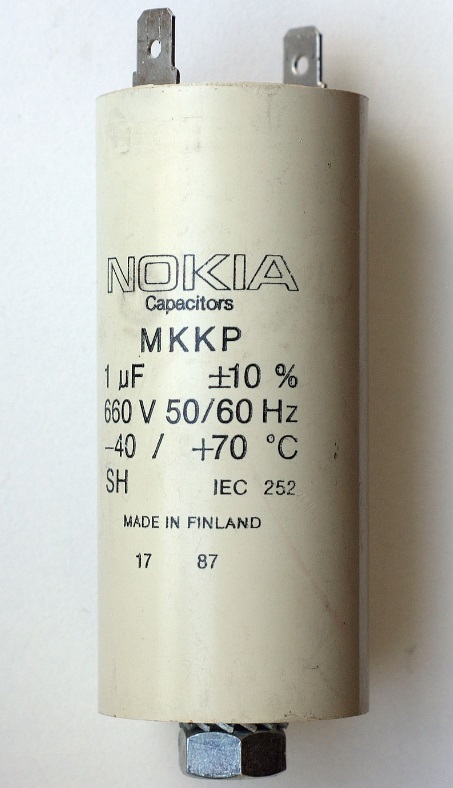 NOKIA
Capacitors
MKKP
1 µF ±10 %
660 V 50/60 Hz
−40 / +70 °C
SH IEC 252
MADE IN FINLAND
17 87